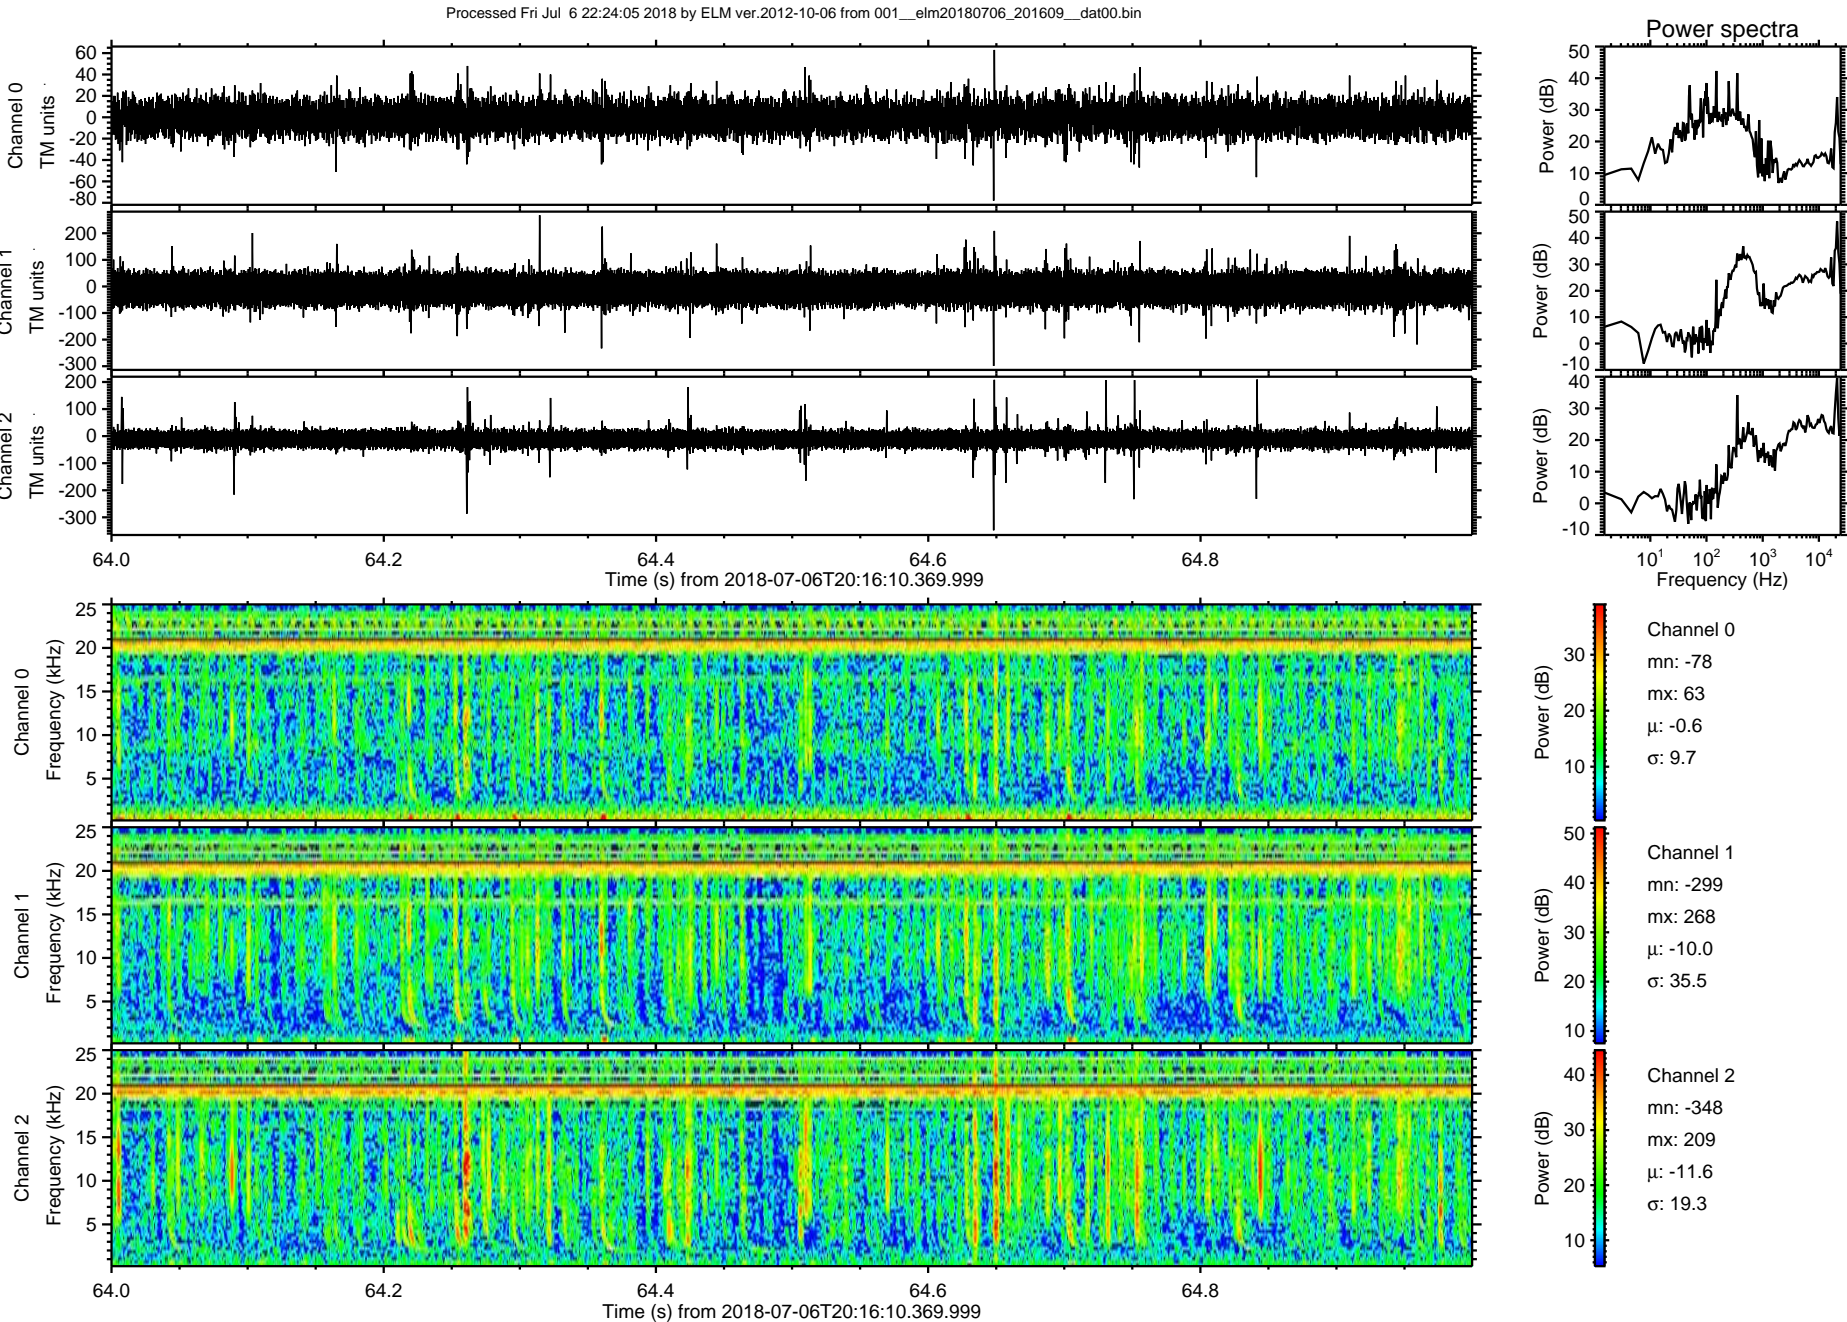 Processed Fri Jul 6 22:24:05 2018 by ELM ver.2012-10-06 from 001__elm20180706_201609__dat00.bin
Power spectra
Channel 0
TM units
60
40
20
0
-20
-40
-60
-80
Power (dB)
50
40
30
20
10
0
Channel 1
TM units
200
100
0
-100
-200
-300
Power (dB)
50
40
30
20
10
0
-10
Channel 2
TM units
200
100
0
-100
-200
-300
Power (dB)
40
30
20
10
0
-10
64.0 64.2 64.4 64.6 64.8
Time (s) from 2018-07-06T20:16:10.369.999
10¹ 10² 10³ 10⁴
Frequency (Hz)
Channel 0
Frequency (kHz)
25
20
15
10
5
Power (dB)
30
20
10
Channel 0
mn: -78
mx: 63
μ: -0.6
σ: 9.7
Channel 1
Frequency (kHz)
25
20
15
10
5
Power (dB)
50
40
30
20
10
Channel 1
mn: -299
mx: 268
μ: -10.0
σ: 35.5
Channel 2
Frequency (kHz)
25
20
15
10
5
Power (dB)
40
30
20
10
Channel 2
mn: -348
mx: 209
μ: -11.6
σ: 19.3
64.0 64.2 64.4 64.6 64.8
Time (s) from 2018-07-06T20:16:10.369.999